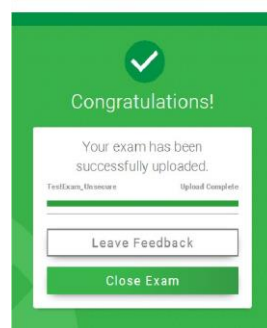 Congratulations!
Your exam has been
successfully uploaded.
TestExam_Unsecure Upload Complete
Leave Feedback
Close Exam